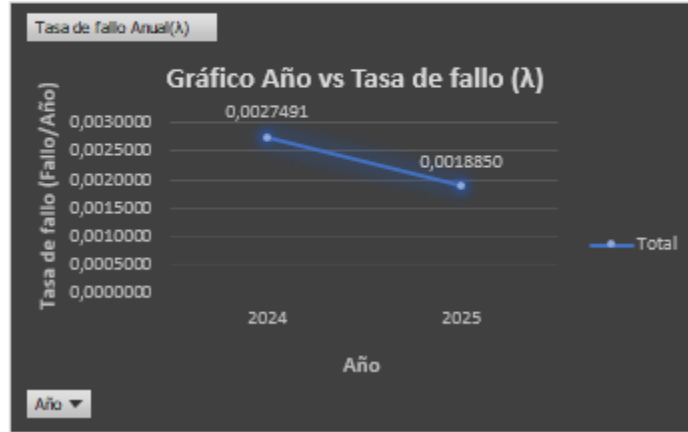 Tasa de fallo Anual(λ)
Gráfico Año vs Tasa de fallo (λ)
Tasa de fallo (Fallo/Año)
0,0030000
0,0025000
0,0020000
0,0015000
0,0010000
0,0005000
0,0000000
0,0027491
0,0018850
2024
2025
Año
Total
Año